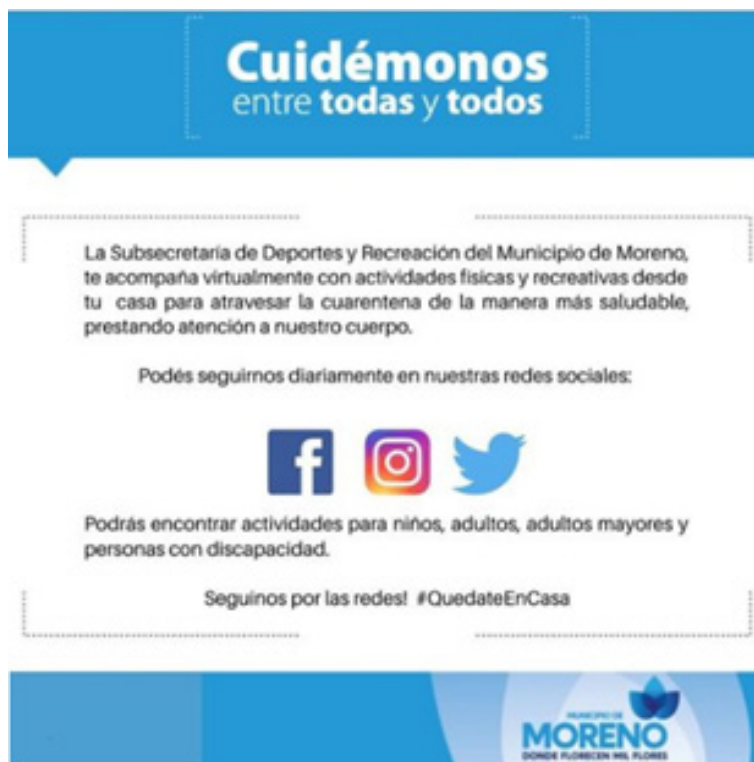 Cuidémonos
entre todas y todos
La Subsecretaría de Deportes y Recreación del Municipio de Moreno,
te acompaña virtualmente con actividades físicas y recreativas desde
tu casa para atravesar la cuarentena de la manera más saludable,
prestando atención a nuestro cuerpo.
Podés seguirnos diariamente en nuestras redes sociales:
Podrás encontrar actividades para niños, adultos, adultos mayores y
personas con discapacidad.
Seguinos por las redes! #QuedateEnCasa
MUNICIPIO DE
MORENO
DONDE FLORECEN MIL FLORES